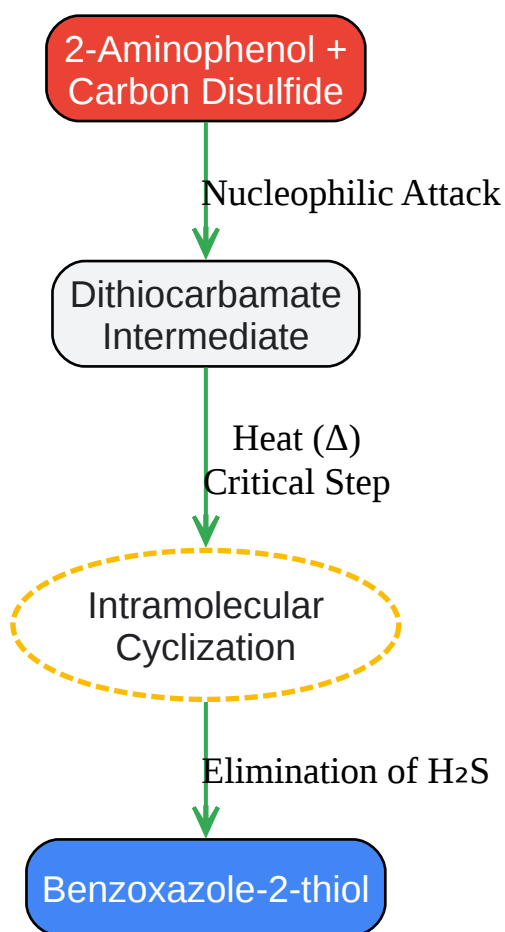 2-Aminophenol +
Carbon Disulfide
Nucleophilic Attack
Dithiocarbamate
Intermediate
Heat (Δ)
Critical Step
Intramolecular
Cyclization
Elimination of H₂S
Benzoxazole-2-thiol